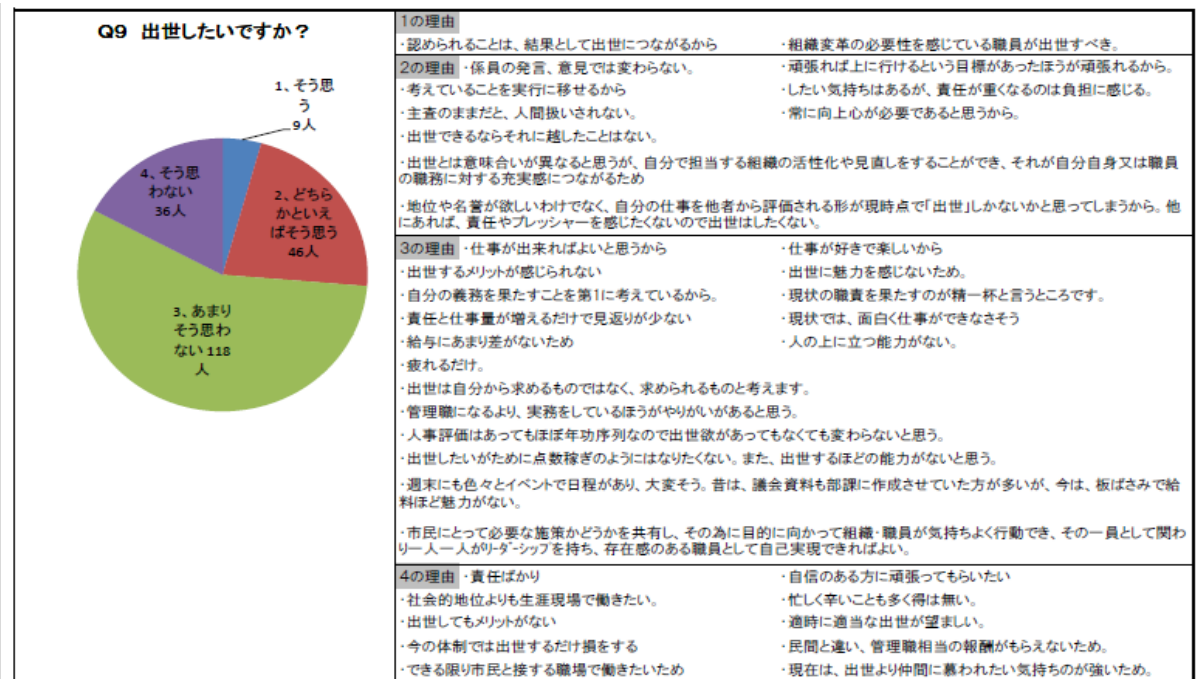 Q9 出世したいですか？
1、そう思
う
9人
2、どちら
かといえ
ばそう思う
46人
3、あまり
そう思わ
ない 118
人
4、そう思
わない
36人
1の理由
・認められることは、結果として出世につながるから
・組織変革の必要性を感じている職員が出世すべき。
2の理由 ・係員の発言、意見では変わらない。
・頑張れば上に行けるという目標があったほうが頑張れるから。
・考えていることを実行に移せるから
・したい気持ちはあるが、責任が重くなるのは負担に感じる。
・主査のままだと、人間扱いされない。
・常に向上心が必要であると思うから。
・出世できるならそれに越したことはない。
・出世とは意味合いが異なると思うが、自分で担当する組織の活性化や見直しをすることができ、それが自分自身又は職員
の職務に対する充実感につながるため
・地位や名誉が欲しいわけでなく、自分の仕事を他者から評価される形が現時点で「出世」しかないかと思ってしまうから。他
にあれば、責任やプレッシャーを感じたくないので出世はしたくない。
3の理由 ・仕事が出来ればよいと思うから
・仕事が好きで楽しいから
・出世するメリットが感じられない
・出世に魅力を感じないため。
・自分の義務を果たすことを第1に考えているから。
・現状の職責を果たすのが精一杯と言うところです。
・責任と仕事量が増えるだけで見返りが少ない
・現状では、面白く仕事ができなさそう
・給与にあまり差がないため
・人の上に立つ能力がない。
・疲れるだけ。
・出世は自分から求めるものではなく、求められるものと考えます。
・管理職になるより、実務をしているほうがやりがいがあると思う。
・人事評価はあってもほぼ年功序列なので出世欲があってもなくても変わらないと思う。
・出世したいがために点数稼ぎのようにはなりたくない。また、出世するほどの能力がないと思う。
・週末にも色々とイベントで日程があり、大変そう。昔は、議会資料も部課に作成させていた方が多いが、今は、板ばさみで給
料ほど魅力がない。
・市民にとって必要な施策かどうかを共有し、その為に目的に向かって組織・職員が気持ちよく行動でき、その一員として関わ
り一人一人がﾘｰﾀﾞｰシップを持ち、存在感のある職員として自己実現できればよい。
4の理由 ・責任ばかり
・自信のある方に頑張ってもらいたい
・社会的地位よりも生涯現場で働きたい。
・忙しく辛いことも多く得は無い。
・出世してもメリットがない
・適時に適当な出世が望ましい。
・今の体制では出世するだけ損をする
・民間と違い、管理職相当の報酬がもらえないため。
・できる限り市民と接する職場で働きたいため
・現在は、出世より仲間に慕われたい気持ちのが強いため。